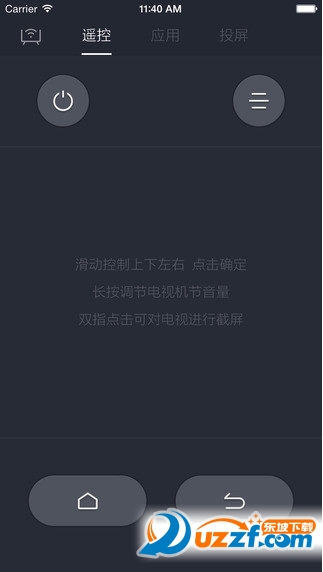 Carrier 11:40 AM
遥控 应用 投屏
滑动控制上下左右 点击确定
长按调节电视机节音量
双指点击可对电视进行截屏
东坡下载
uzzf.com